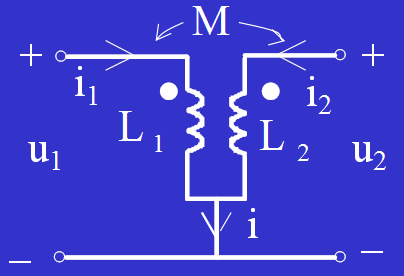 M
+ +
i₁ i₂
L₁ L₂
u₁ u₂
i
− −